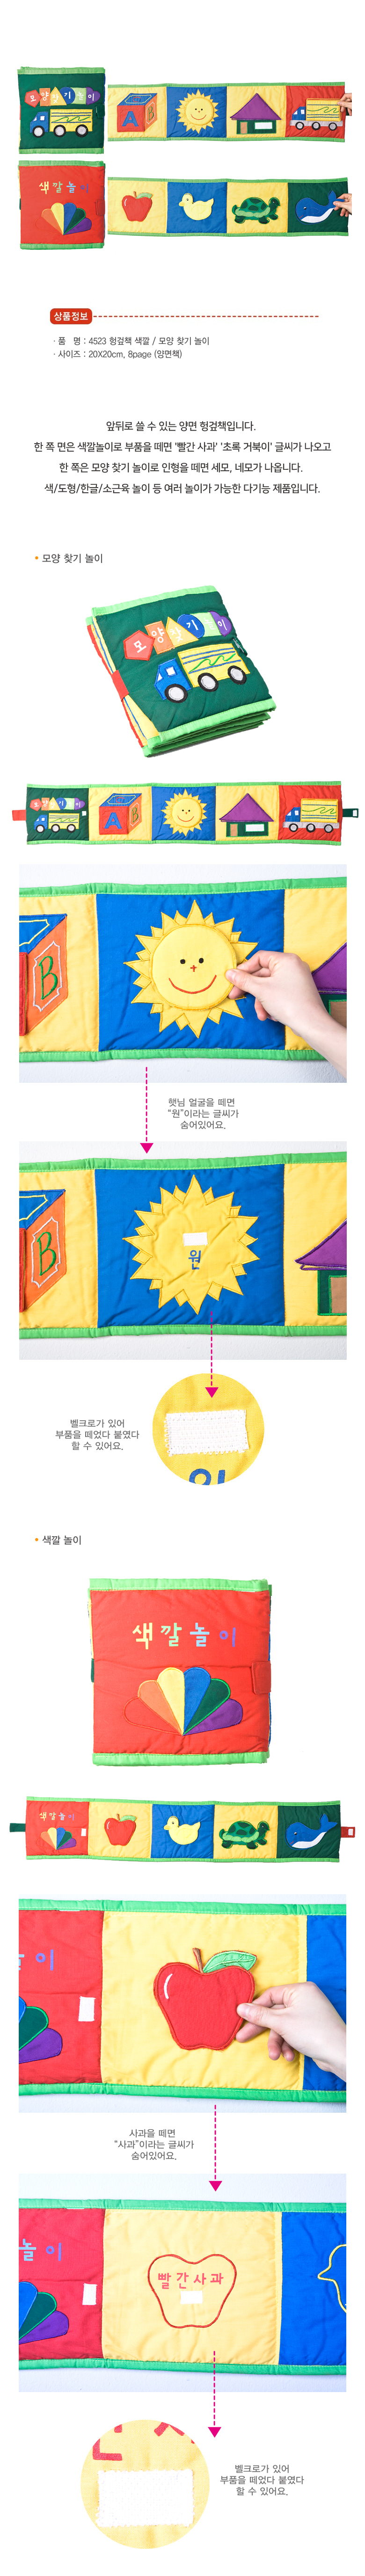 모양찾기놀이
A
B
색깔놀이
상품정보
· 품 명 : 4523 헝겊책 색깔 / 모양 찾기 놀이
· 사이즈 : 20X20cm, 8page (양면책)
앞뒤로 쓸 수 있는 양면 헝겊책입니다.
한 쪽 면은 색깔놀이로 부품을 떼면 '빨간 사과' '초록 거북이' 글씨가 나오고
한 쪽은 모양 찾기 놀이로 인형을 떼면 세모, 네모가 나옵니다.
색/도형/한글/소근육 놀이 등 여러 놀이가 가능한 다기능 제품입니다.
• 모양 찾기 놀이
모양찾기놀이
모양찾기놀이
A
B
B
햇님 얼굴을 떼면
“원”이라는 글씨가
숨어있어요.
B
원
벨크로가 있어
부품을 떼었다 붙였다
할 수 있어요.
• 색깔 놀이
색깔놀이
색깔놀이
놀이
사과을 떼면
“사과”이라는 글씨가
숨어있어요.
놀이
빨간사과
벨크로가 있어
부품을 떼었다 붙였다
할 수 있어요.